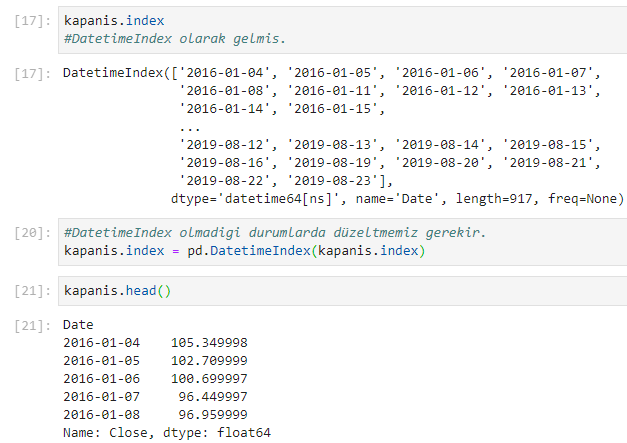 [17]: kapanis.index
#DatetimeIndex olarak gelmis.
[17]: DatetimeIndex(['2016-01-04', '2016-01-05', '2016-01-06', '2016-01-07',
'2016-01-08', '2016-01-11', '2016-01-12', '2016-01-13',
'2016-01-14', '2016-01-15',
...
'2019-08-12', '2019-08-13', '2019-08-14', '2019-08-15',
'2019-08-16', '2019-08-19', '2019-08-20', '2019-08-21',
'2019-08-22', '2019-08-23'],
dtype='datetime64[ns]', name='Date', length=917, freq=None)
[20]: #DatetimeIndex olmadigi durumlarda düzeltmemiz gerekir.
kapanis.index = pd.DatetimeIndex(kapanis.index)
[21]: kapanis.head()
[21]: Date
2016-01-04 105.349998
2016-01-05 102.709999
2016-01-06 100.699997
2016-01-07 96.449997
2016-01-08 96.959999
Name: Close, dtype: float64